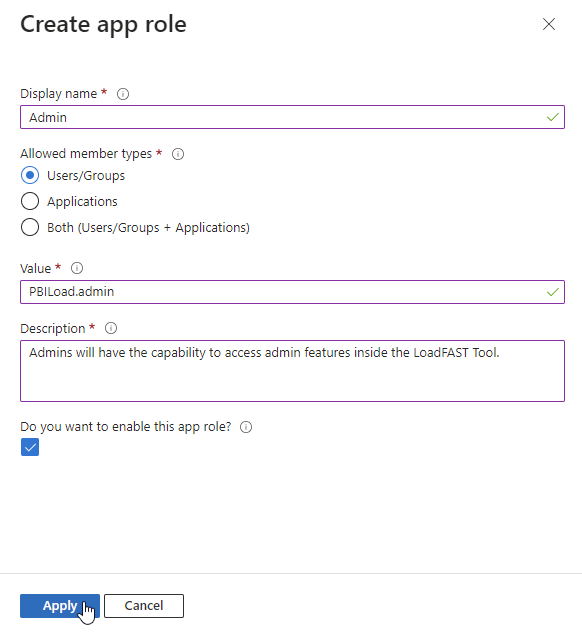 Create app role
Display name *
Admin
Allowed member types *
Users/Groups
Applications
Both (Users/Groups + Applications)
Value *
PBILoad.admin
Description *
Admins will have the capability to access admin features inside the LoadFAST Tool.
Do you want to enable this app role?
Apply Cancel